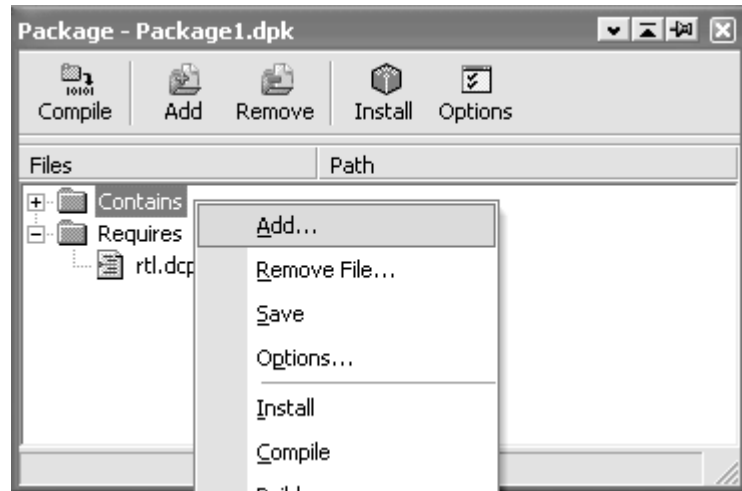 Package - Package1.dpk
Compile Add Remove Install Options
Files Path
Contains
Add...
Requires
rtl.dcp
Remove File...
Save
Options...
Install
Compile